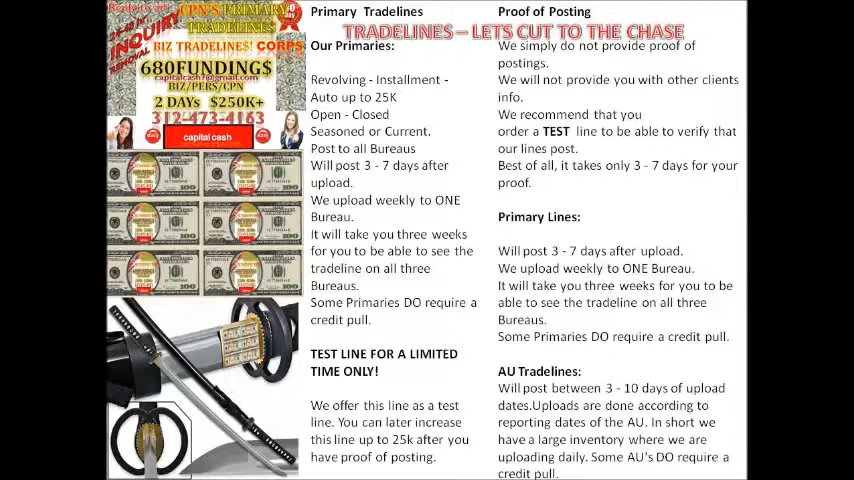 Ready to ad
CPN'S PRIMARY
TRADELINES
Day
24-48 hr
INQUIRY
REMOVAL
BIZ TRADELINES! CORPS
680FUNDING$
capitalcash7@gmail.com
BIZ/PERS/CPN
2 DAYs $250K+
312-473-4163
easy
capital cash
easy
TRADELINES – LETS CUT TO THE CHASE
Primary Tradelines
Our Primaries:
Revolving - Installment -
Auto up to 25K
Open - Closed
Seasoned or Current.
Post to all Bureaus
Will post 3 - 7 days after
upload.
We upload weekly to ONE
Bureau.
It will take you three weeks
for you to be able to see the
tradeline on all three
Bureaus.
Some Primaries DO require a
credit pull.
TEST LINE FOR A LIMITED
TIME ONLY!
We offer this line as a test
line. You can later increase
this line up to 25k after you
have proof of posting.
Proof of Posting
We simply do not provide proof of
postings.
We will not provide you with other clients
info.
We recommend that you
order a TEST line to be able to verify that
our lines post.
Best of all, it takes only 3 - 7 days for your
proof.
Primary Lines:
Will post 3 - 7 days after upload.
We upload weekly to ONE Bureau.
It will take you three weeks for you to be
able to see the tradeline on all three
Bureaus.
Some Primaries DO require a credit pull.
AU Tradelines:
Will post between 3 - 10 days of upload
dates.Uploads are done according to
reporting dates of the AU. In short we
have a large inventory where we are
uploading daily. Some AU's DO require a
credit pull.